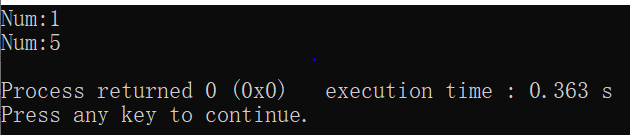 Num:1
Num:5
Process returned 0 (0x0)   execution time : 0.363 s
Press any key to continue.